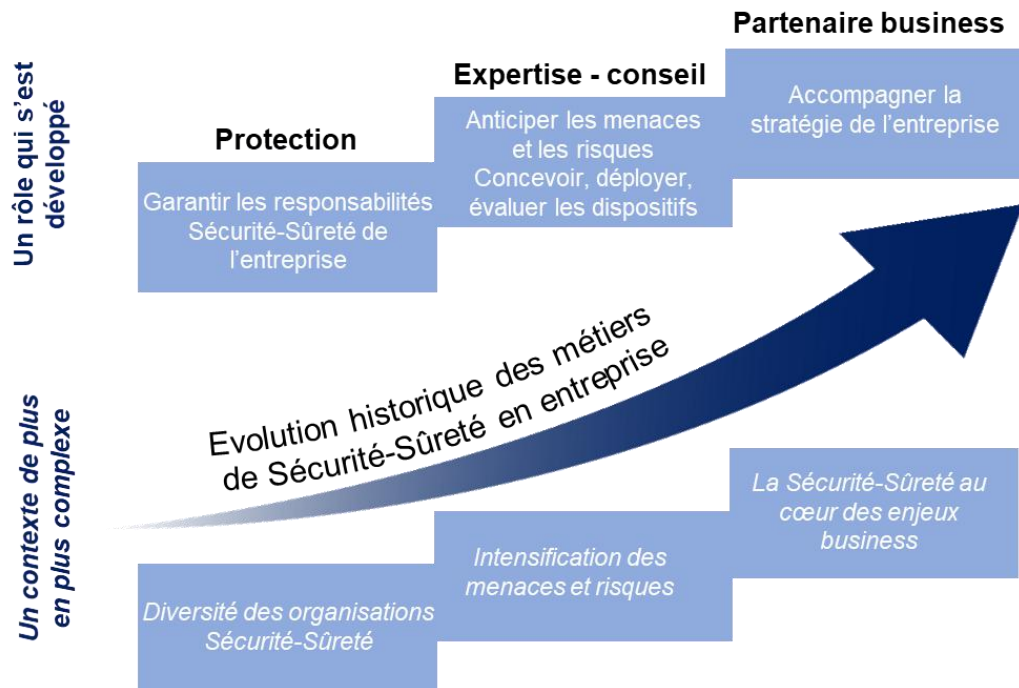 Un rôle qui s’est
développé
Protection
Garantir les responsabilités
Sécurité-Sûreté de
l’entreprise
Expertise - conseil
Anticiper les menaces
et les risques
Concevoir, déployer,
évaluer les dispositifs
Partenaire business
Accompagner la
stratégie de l’entreprise
Evolution historique des métiers
de Sécurité-Sûreté en entreprise
Un contexte de plus
en plus complexe
Diversité des organisations
Sécurité-Sûreté
Intensification des
menaces et risques
La Sécurité-Sûreté au
cœur des enjeux
business